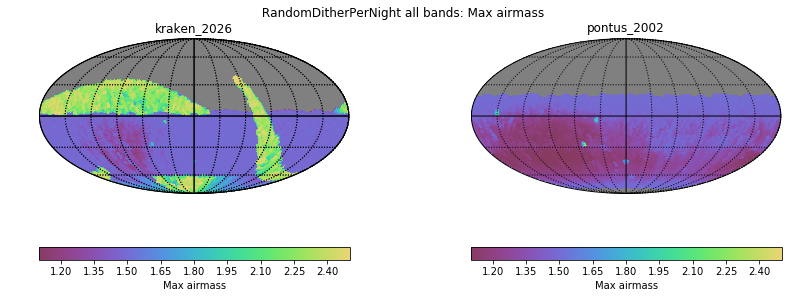 RandomDitherPerNight all bands: Max airmass
kraken_2026
pontus_2002
1.20 1.35 1.50 1.65 1.80 1.95 2.10 2.25 2.40
Max airmass
1.20 1.35 1.50 1.65 1.80 1.95 2.10 2.25 2.40
Max airmass